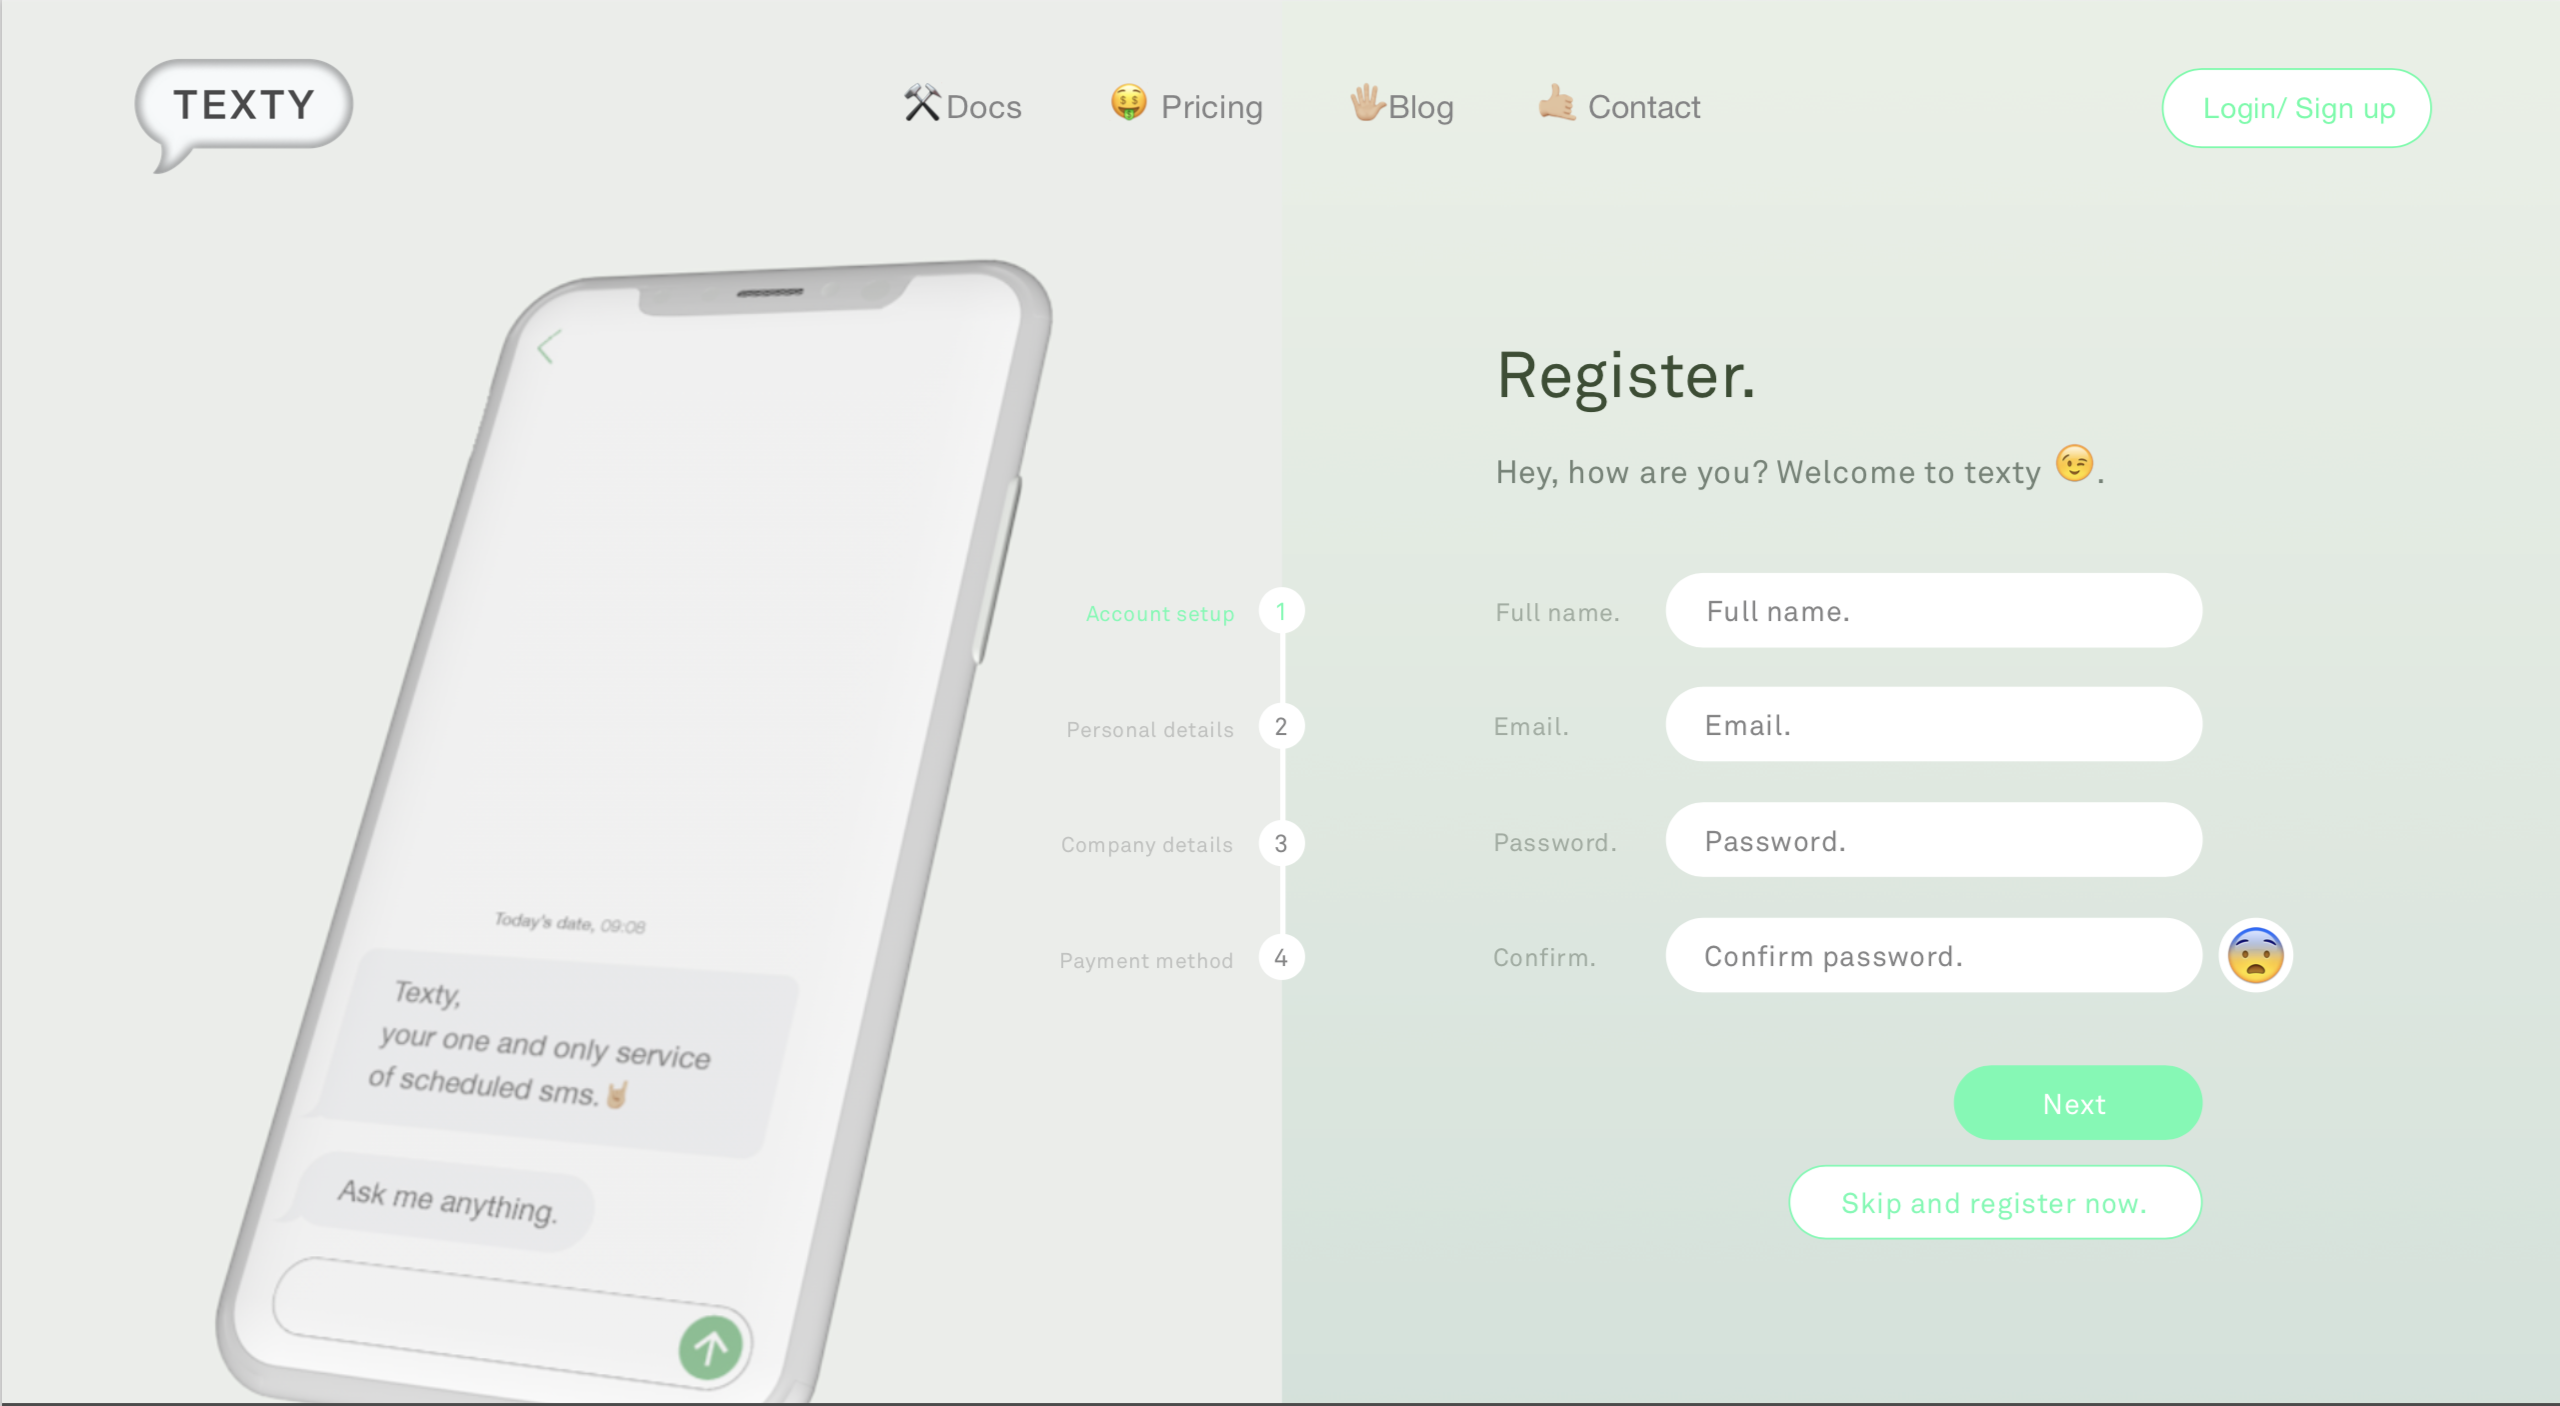 TEXTY
Docs
Pricing
Blog
Contact
Login/ Sign up
Register.
Hey, how are you? Welcome to texty 😉.
Account setup 1
Personal details 2
Company details 3
Payment method 4
Full name. Full name.
Email. Email.
Password. Password.
Confirm. Confirm password.
Next
Skip and register now.
Today's date, 09:08
Texty,
your one and only service
of scheduled sms.🤘🏼
Ask me anything.